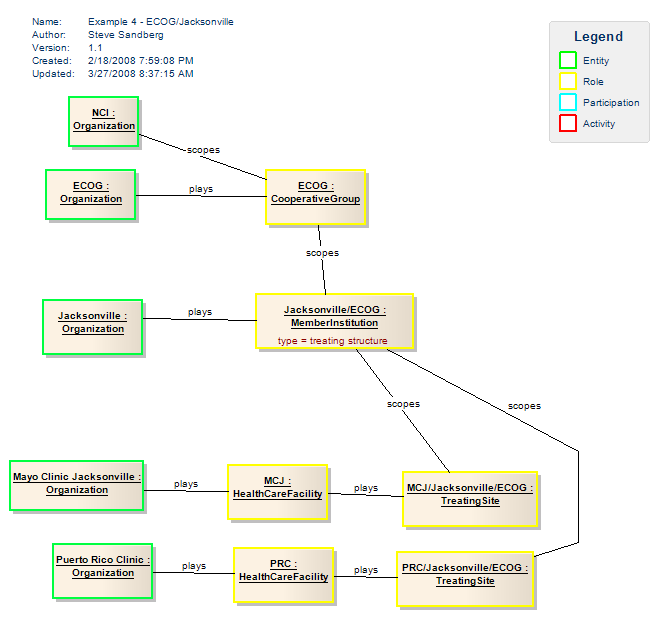 Name: Example 4 - ECOG/Jacksonville
Author: Steve Sandberg
Version: 1.1
Created: 2/18/2008 7:59:08 PM
Updated: 3/27/2008 8:37:15 AM
Legend
Entity
Role
Participation
Activity
NCI :
Organization
scopes
ECOG :
Organization
plays
ECOG :
CooperativeGroup
scopes
Jacksonville :
Organization
plays
Jacksonville/ECOG :
MemberInstitution
type = treating structure
scopes
scopes
Mayo Clinic Jacksonville :
Organization
plays
MCJ :
HealthCareFacility
plays
MCJ/Jacksonville/ECOG :
TreatingSite
Puerto Rico Clinic :
Organization
plays
PRC :
HealthCareFacility
plays
PRC/Jacksonville/ECOG :
TreatingSite